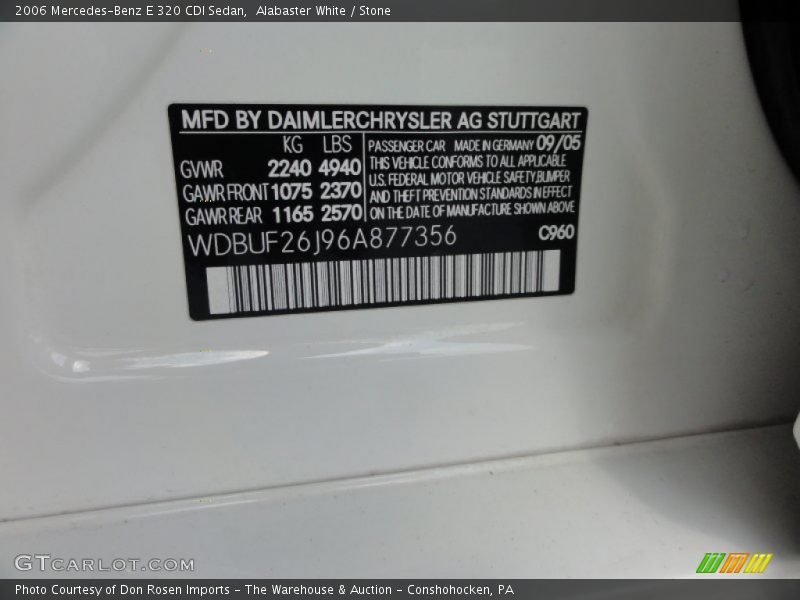 2006 Mercedes-Benz E 320 CDI Sedan, Alabaster White / Stone
MFD BY DAIMLERCHRYSLER AG STUTTGART
KG LBS
GVWR 2240 4940
GAWR FRONT 1075 2370
GAWR REAR 1165 2570
PASSENGER CAR MADE IN GERMANY 09/05
THIS VEHICLE CONFORMS TO ALL APPLICABLE
U.S. FEDERAL MOTOR VEHICLE SAFETY,BUMPER
AND THEFT PREVENTION STANDARDS IN EFFECT
ON THE DATE OF MANUFACTURE SHOWN ABOVE
WDBUF26J96A877356 C960
GTCARLOT.COM
Photo Courtesy of Don Rosen Imports - The Warehouse & Auction - Conshohocken, PA